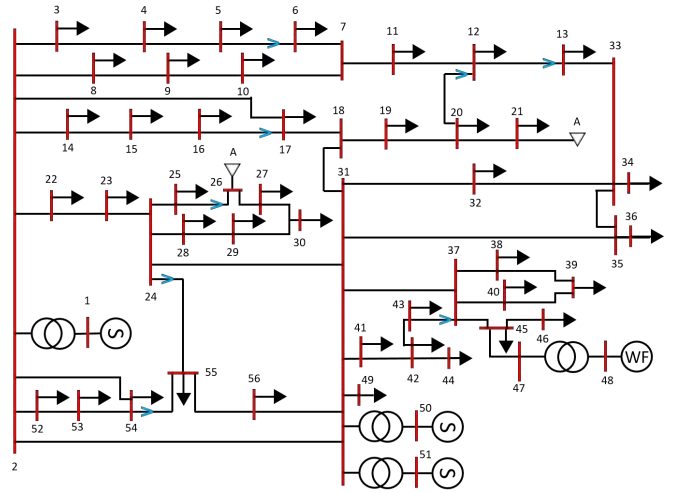 3 4 5 6 7 11 12 13 33
8 9 10
14 15 16 17 18 19 20 21 A
22 23 25 26 A 27 31 32 34
28 29 30 36
24 37 38 39 35
40
1 S 43 45 46
41 42 44 47 48 WF
55 56 49
52 53 54 50 S
2 51 S